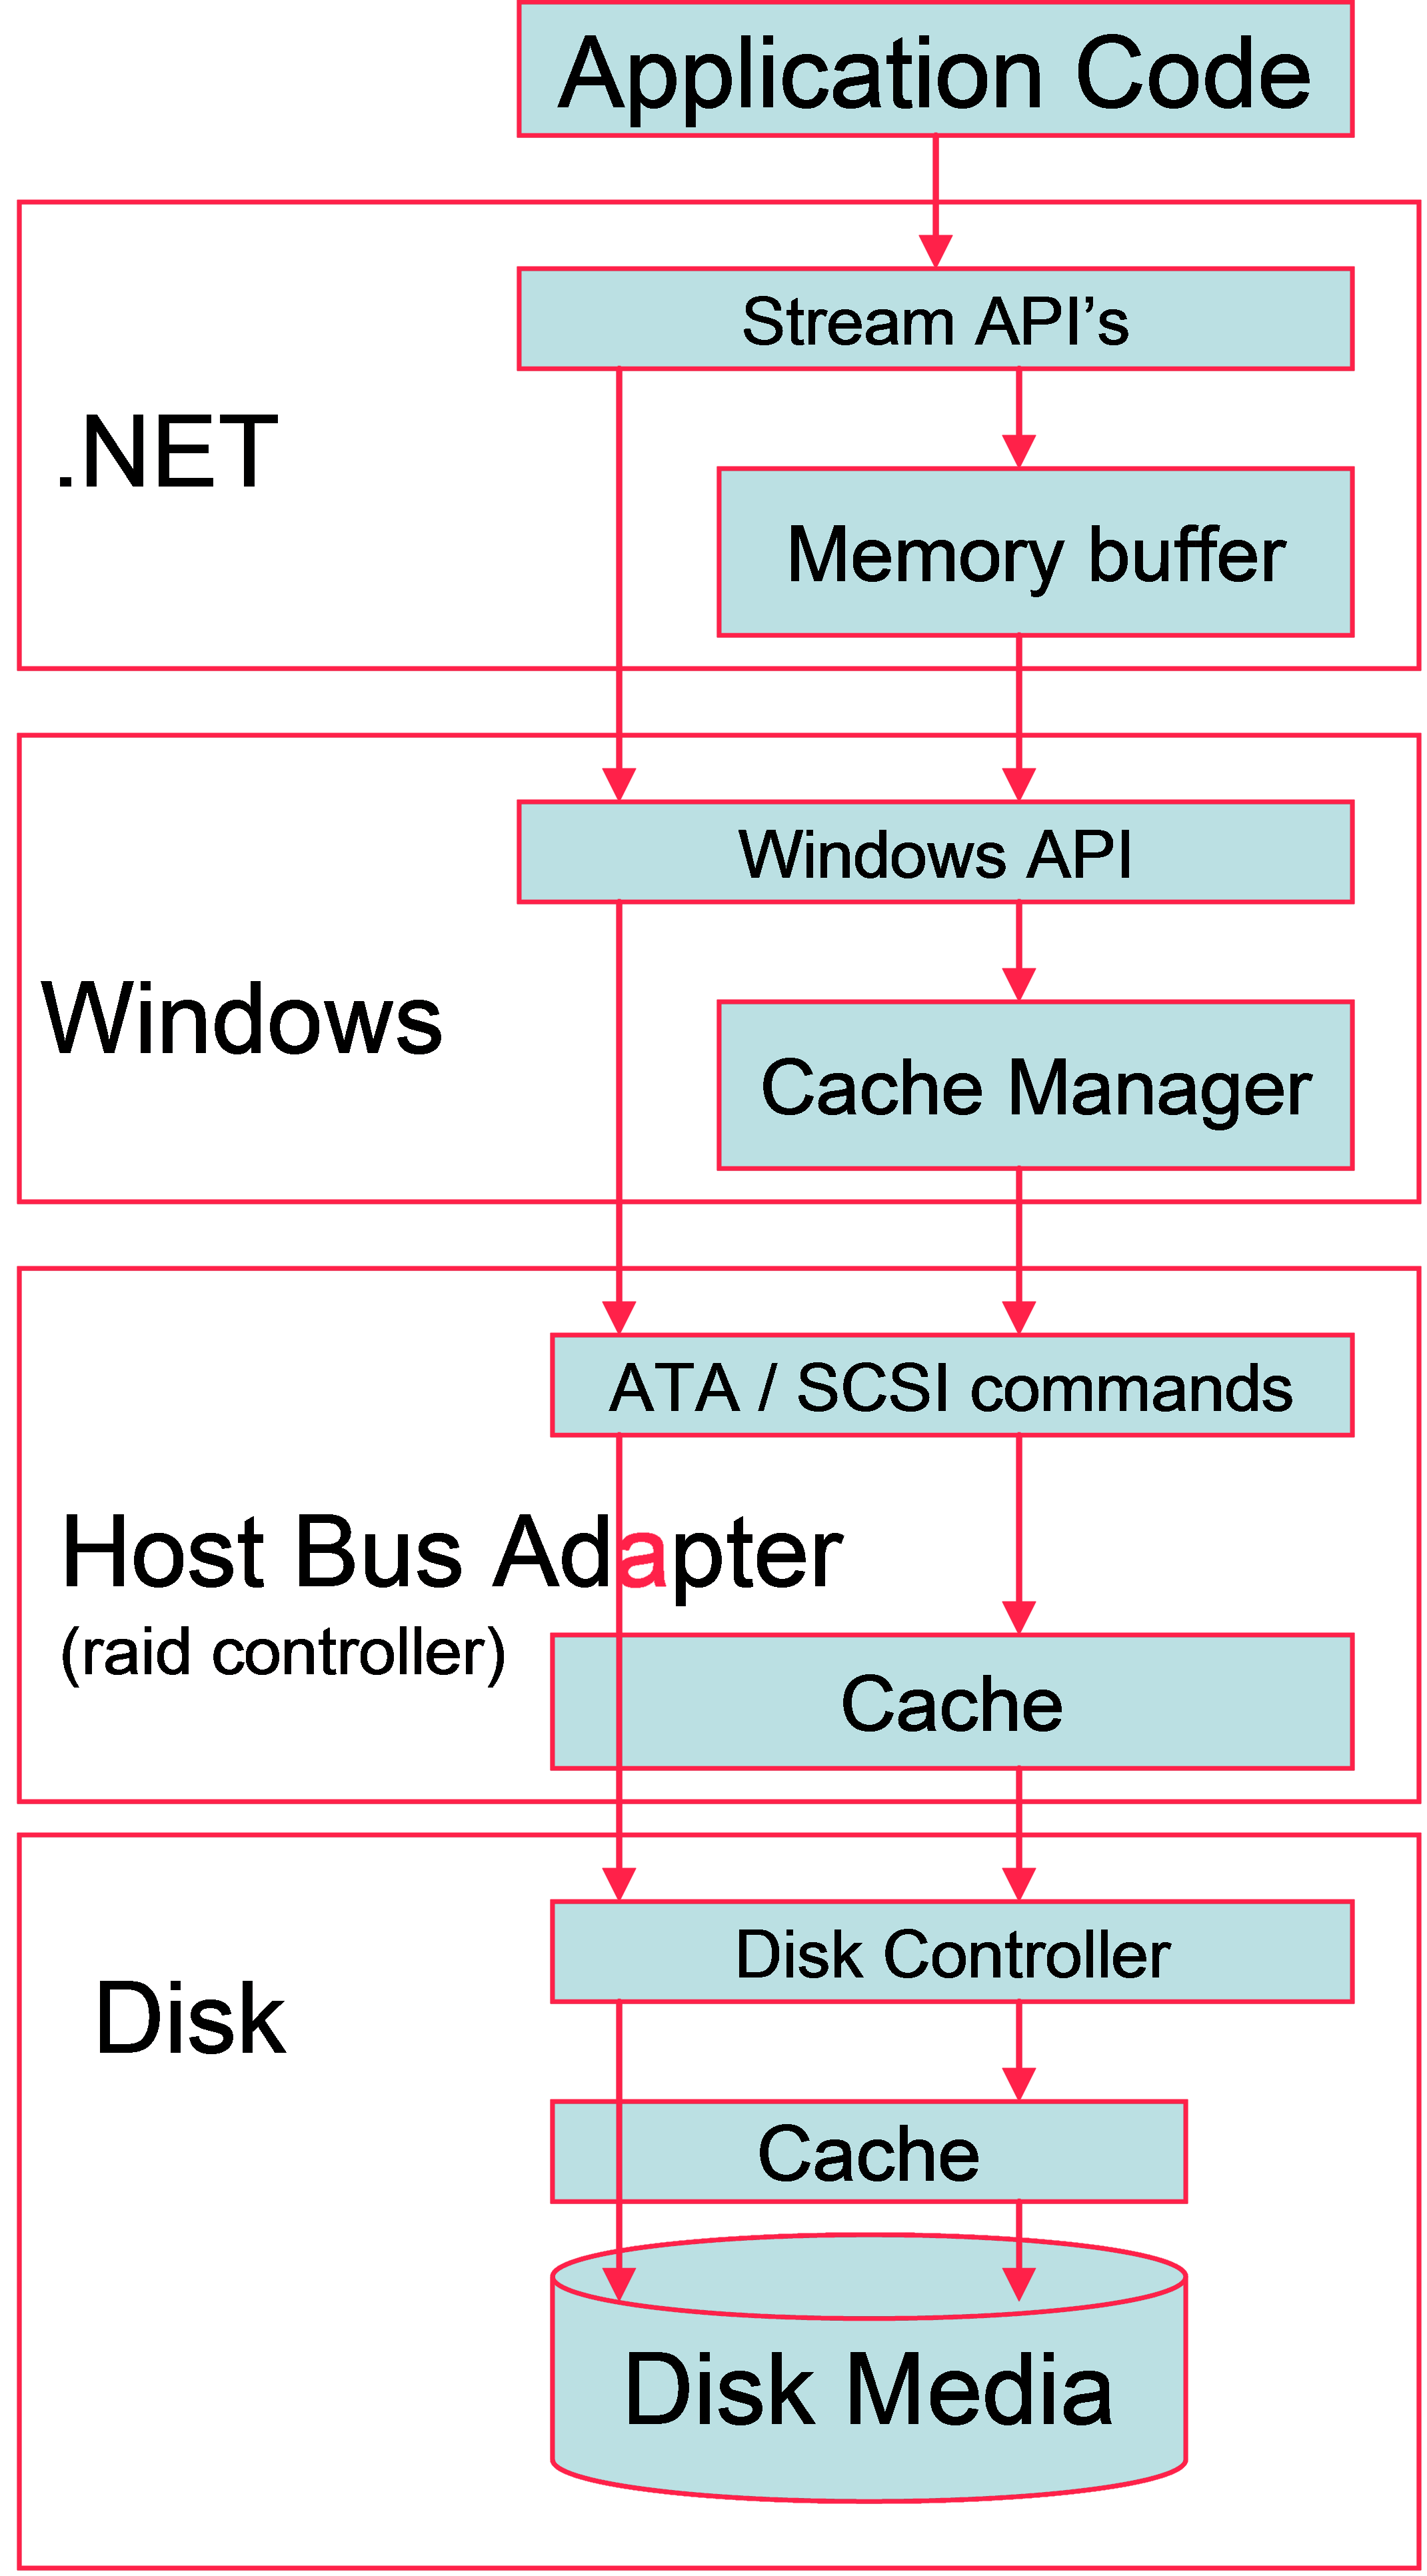 Application Code
Stream API’s
.NET
Memory buffer
Windows API
Windows
Cache Manager
ATA / SCSI commands
Host Bus Adapter
(raid controller)
Cache
Disk Controller
Disk
Cache
Disk Media